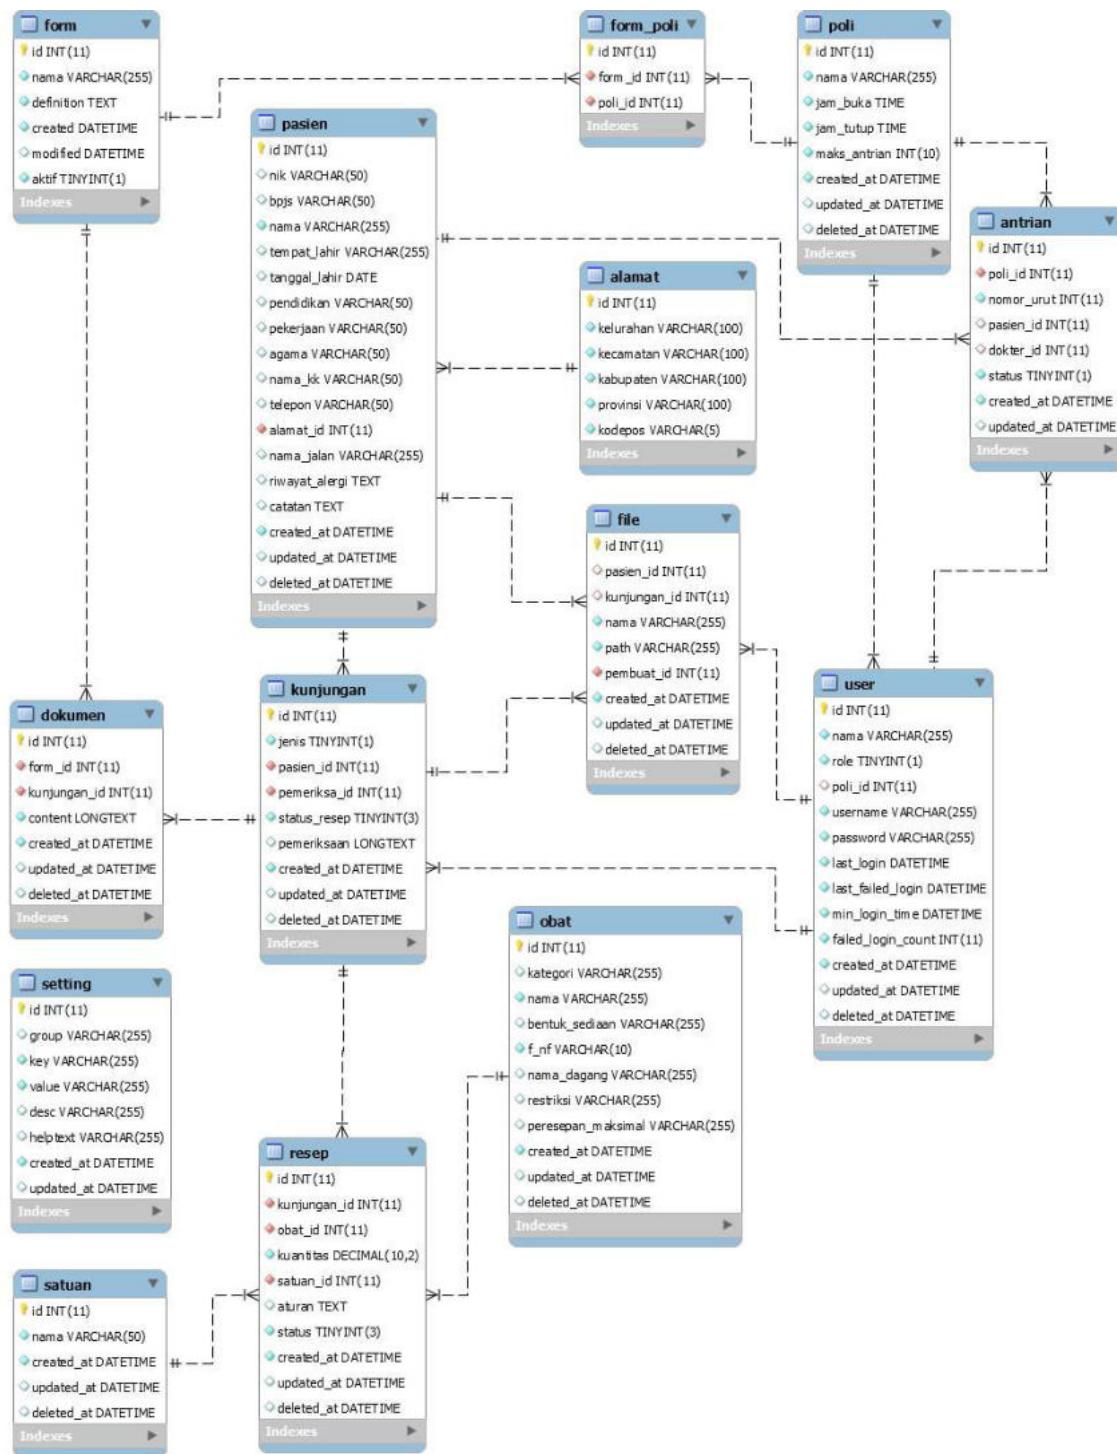 form
id INT(11)
nama VARCHAR(255)
definition TEXT
created DATETIME
modified DATETIME
aktif TINYINT(1)
Indexes
form_poli
id INT(11)
form_id INT(11)
poli_id INT(11)
Indexes
poli
id INT(11)
nama VARCHAR(255)
jam_buka TIME
jam_tutup TIME
maks_antrian INT(10)
created_at DATETIME
updated_at DATETIME
deleted_at DATETIME
Indexes
pasien
id INT(11)
nik VARCHAR(50)
bpjs VARCHAR(50)
nama VARCHAR(255)
tempat_lahir VARCHAR(255)
tanggal_lahir DATE
pendidikan VARCHAR(50)
pekerjaan VARCHAR(50)
agama VARCHAR(50)
nama_kk VARCHAR(50)
telepon VARCHAR(50)
alamat_id INT(11)
nama_jalan VARCHAR(255)
riwayat_alergi TEXT
catatan TEXT
created_at DATETIME
updated_at DATETIME
deleted_at DATETIME
Indexes
antrian
id INT(11)
poli_id INT(11)
nomor_urut INT(11)
pasien_id INT(11)
dokter_id INT(11)
status TINYINT(1)
created_at DATETIME
updated_at DATETIME
Indexes
alamat
id INT(11)
kelurahan VARCHAR(100)
kecamatan VARCHAR(100)
kabupaten VARCHAR(100)
provinsi VARCHAR(100)
kodepos VARCHAR(5)
Indexes
file
id INT(11)
pasien_id INT(11)
kunjungan_id INT(11)
nama VARCHAR(255)
path VARCHAR(255)
pembuat_id INT(11)
created_at DATETIME
updated_at DATETIME
deleted_at DATETIME
Indexes
dokumen
id INT(11)
form_id INT(11)
kunjungan_id INT(11)
content LONGTEXT
created_at DATETIME
updated_at DATETIME
deleted_at DATETIME
Indexes
kunjungan
id INT(11)
jenis TINYINT(1)
pasien_id INT(11)
pemeriksa_id INT(11)
status_resep TINYINT(3)
pemeriksaan LONGTEXT
created_at DATETIME
updated_at DATETIME
deleted_at DATETIME
Indexes
user
id INT(11)
nama VARCHAR(255)
role TINYINT(1)
poli_id INT(11)
username VARCHAR(255)
password VARCHAR(255)
last_login DATETIME
last_failed_login DATETIME
min_login_time DATETIME
failed_login_count INT(11)
created_at DATETIME
updated_at DATETIME
deleted_at DATETIME
Indexes
obat
id INT(11)
kategori VARCHAR(255)
nama VARCHAR(255)
bentuk_sediaan VARCHAR(255)
f_nf VARCHAR(10)
nama_dagang VARCHAR(255)
restriksi VARCHAR(255)
peresepan_maksimal VARCHAR(255)
created_at DATETIME
updated_at DATETIME
deleted_at DATETIME
Indexes
setting
id INT(11)
group VARCHAR(255)
key VARCHAR(255)
value VARCHAR(255)
desc VARCHAR(255)
helptext VARCHAR(255)
created_at DATETIME
updated_at DATETIME
Indexes
resep
id INT(11)
kunjungan_id INT(11)
obat_id INT(11)
kuantitas DECIMAL(10,2)
satuan_id INT(11)
aturan TEXT
status TINYINT(3)
created_at DATETIME
updated_at DATETIME
deleted_at DATETIME
Indexes
satuan
id INT(11)
nama VARCHAR(50)
created_at DATETIME
updated_at DATETIME
deleted_at DATETIME
Indexes